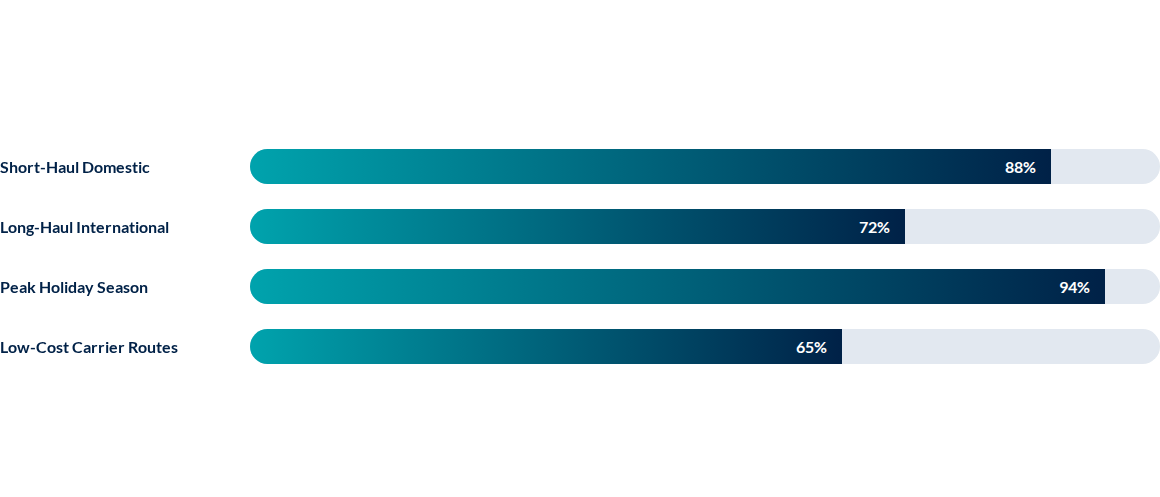 Short-Haul Domestic 88%
Long-Haul International 72%
Peak Holiday Season 94%
Low-Cost Carrier Routes 65%